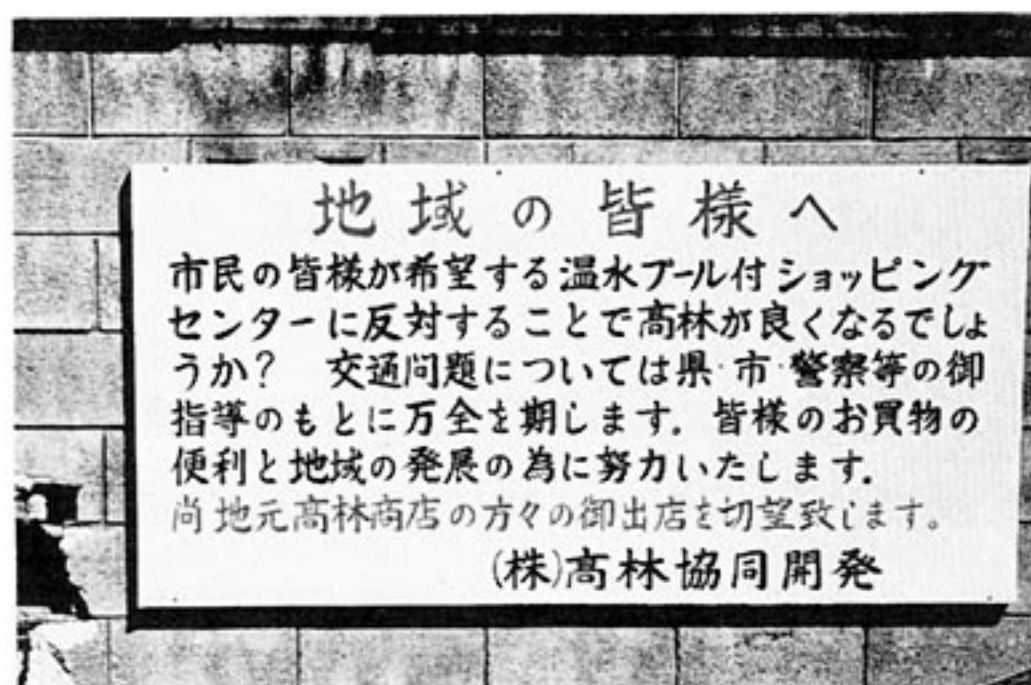 地域の皆様へ
市民の皆様が希望する温水プール付ショッピング
センターに反対することで高林が良くなるでしょ
うか？　交通問題については県・市・警察等の御
指導のもとに万全を期します。皆様のお買物の
便利と地域の発展の為に努力いたします。
尚地元高林商店の方々の御出店を切望致します。
(株)高林協同開発